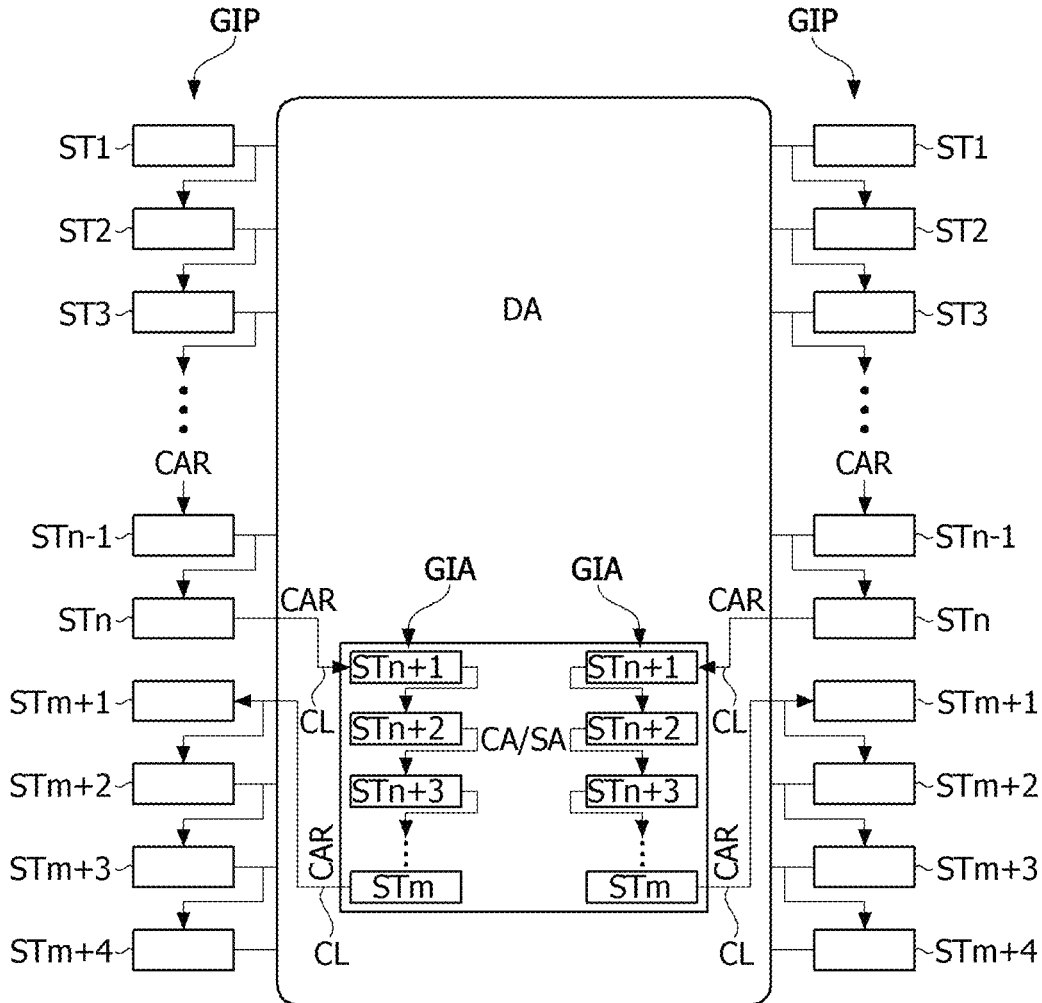 GIP GIP
ST1 ST1
ST2 ST2
ST3 DA ST3
CAR CAR
STn-1 STn-1
GIA GIA
STn CAR CAR STn
STn+1 STn+1
STm+1 CL CL STm+1
STn+2 CA/SA STn+2
STm+2 STn+3 STn+3 STm+2
CAR CAR
STm+3 STm STm STm+3
STm+4 CL CL STm+4